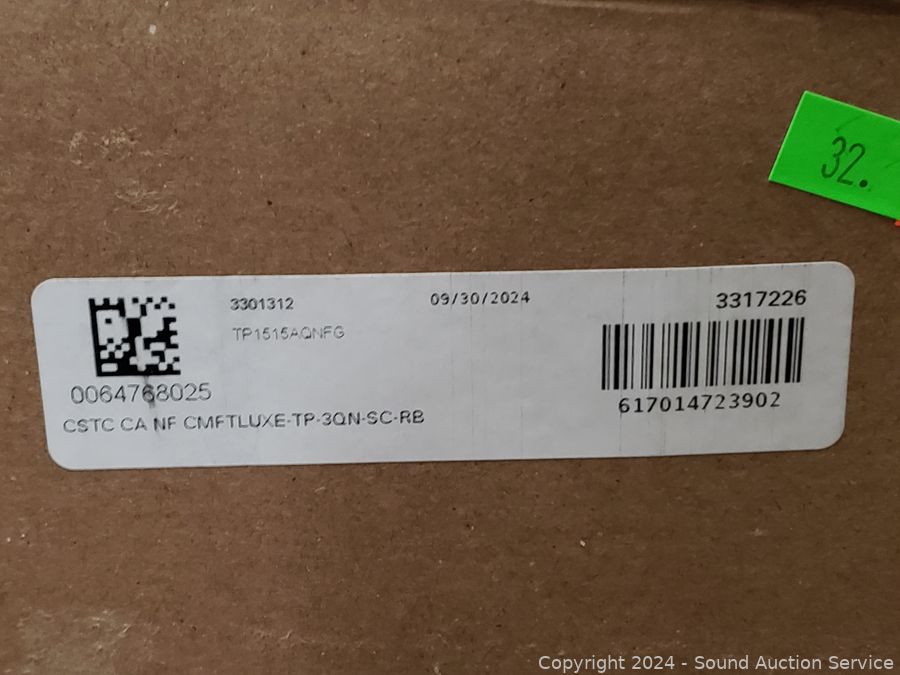 32.
3301312
09/30/2024
3317226
TP1515AQNFG
0064768025
617014723902
CSTC CA NF CMFTLUXE-TP-3QN-SC-RB
Copyright 2024 - Sound Auction Service